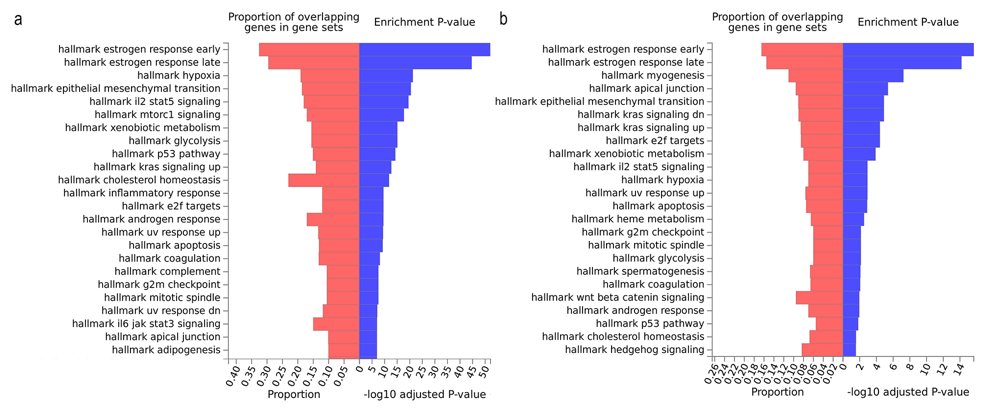 a
Proportion of overlapping
genes in gene sets
Enrichment P-value
hallmark estrogen response early
hallmark estrogen response late
hallmark hypoxia
hallmark epithelial mesenchymal transition
hallmark il2 stat5 signaling
hallmark mtorc1 signaling
hallmark xenobiotic metabolism
hallmark glycolysis
hallmark p53 pathway
hallmark kras signaling up
hallmark cholesterol homeostasis
hallmark inflammatory response
hallmark e2f targets
hallmark androgen response
hallmark uv response up
hallmark apoptosis
hallmark coagulation
hallmark complement
hallmark g2m checkpoint
hallmark mitotic spindle
hallmark uv response dn
hallmark il6 jak stat3 signaling
hallmark apical junction
hallmark adipogenesis
0.40 0.35 0.30 0.25 0.20 0.15 0.10 0.05 0 5 10 15 20 25 30 35 40 45 50
Proportion
-log10 adjusted P-value
b
Proportion of overlapping
genes in gene sets
Enrichment P-value
hallmark estrogen response early
hallmark estrogen response late
hallmark myogenesis
hallmark apical junction
hallmark epithelial mesenchymal transition
hallmark kras signaling dn
hallmark kras signaling up
hallmark e2f targets
hallmark xenobiotic metabolism
hallmark il2 stat5 signaling
hallmark hypoxia
hallmark uv response up
hallmark apoptosis
hallmark heme metabolism
hallmark g2m checkpoint
hallmark mitotic spindle
hallmark glycolysis
hallmark spermatogenesis
hallmark coagulation
hallmark wnt beta catenin signaling
hallmark androgen response
hallmark p53 pathway
hallmark cholesterol homeostasis
hallmark hedgehog signaling
0.26 0.24 0.22 0.20 0.18 0.16 0.14 0.12 0.10 0.08 0.06 0.04 0.02 0 2 4 6 8 10 12 14
Proportion
-log10 adjusted P-value